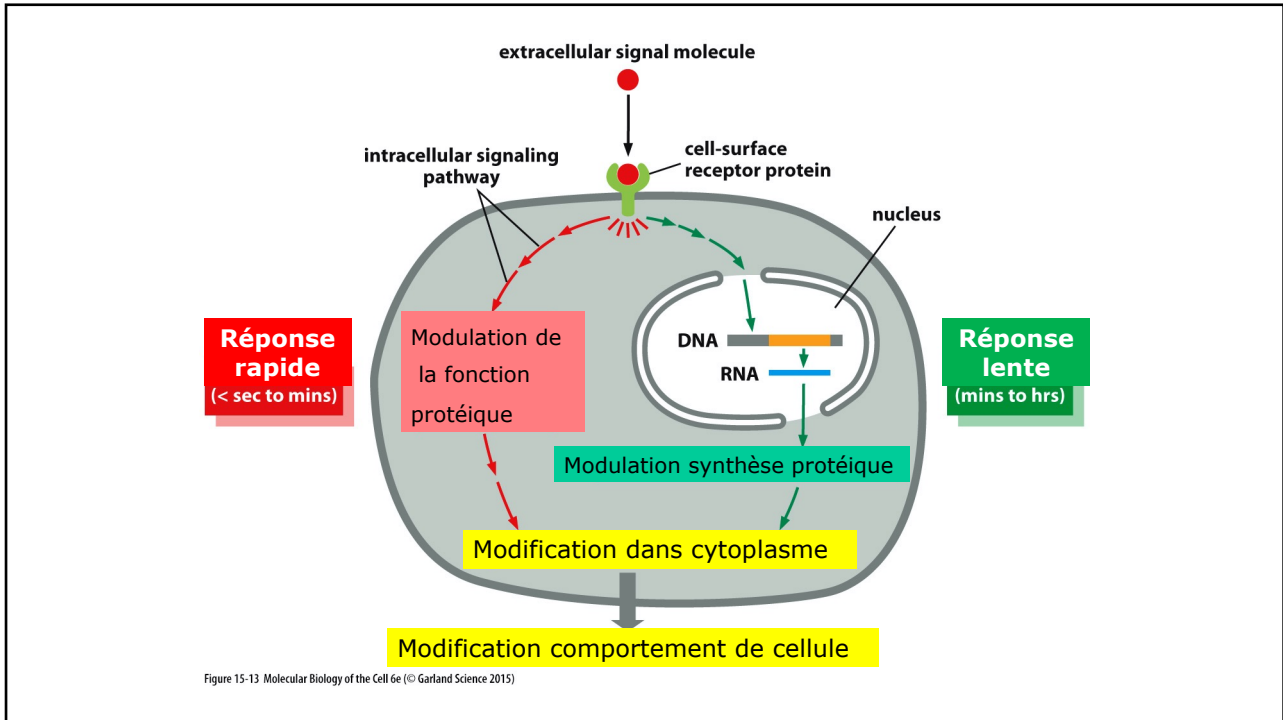 extracellular signal molecule
intracellular signaling
pathway
cell-surface
receptor protein
nucleus
Réponse
rapide
(< sec to mins)
Modulation de
la fonction
protéique
DNA
RNA
Réponse
lente
(mins to hrs)
Modulation synthèse protéique
Modification dans cytoplasme
Modification comportement de cellule
Figure 15-13 Molecular Biology of the Cell 6e (© Garland Science 2015)